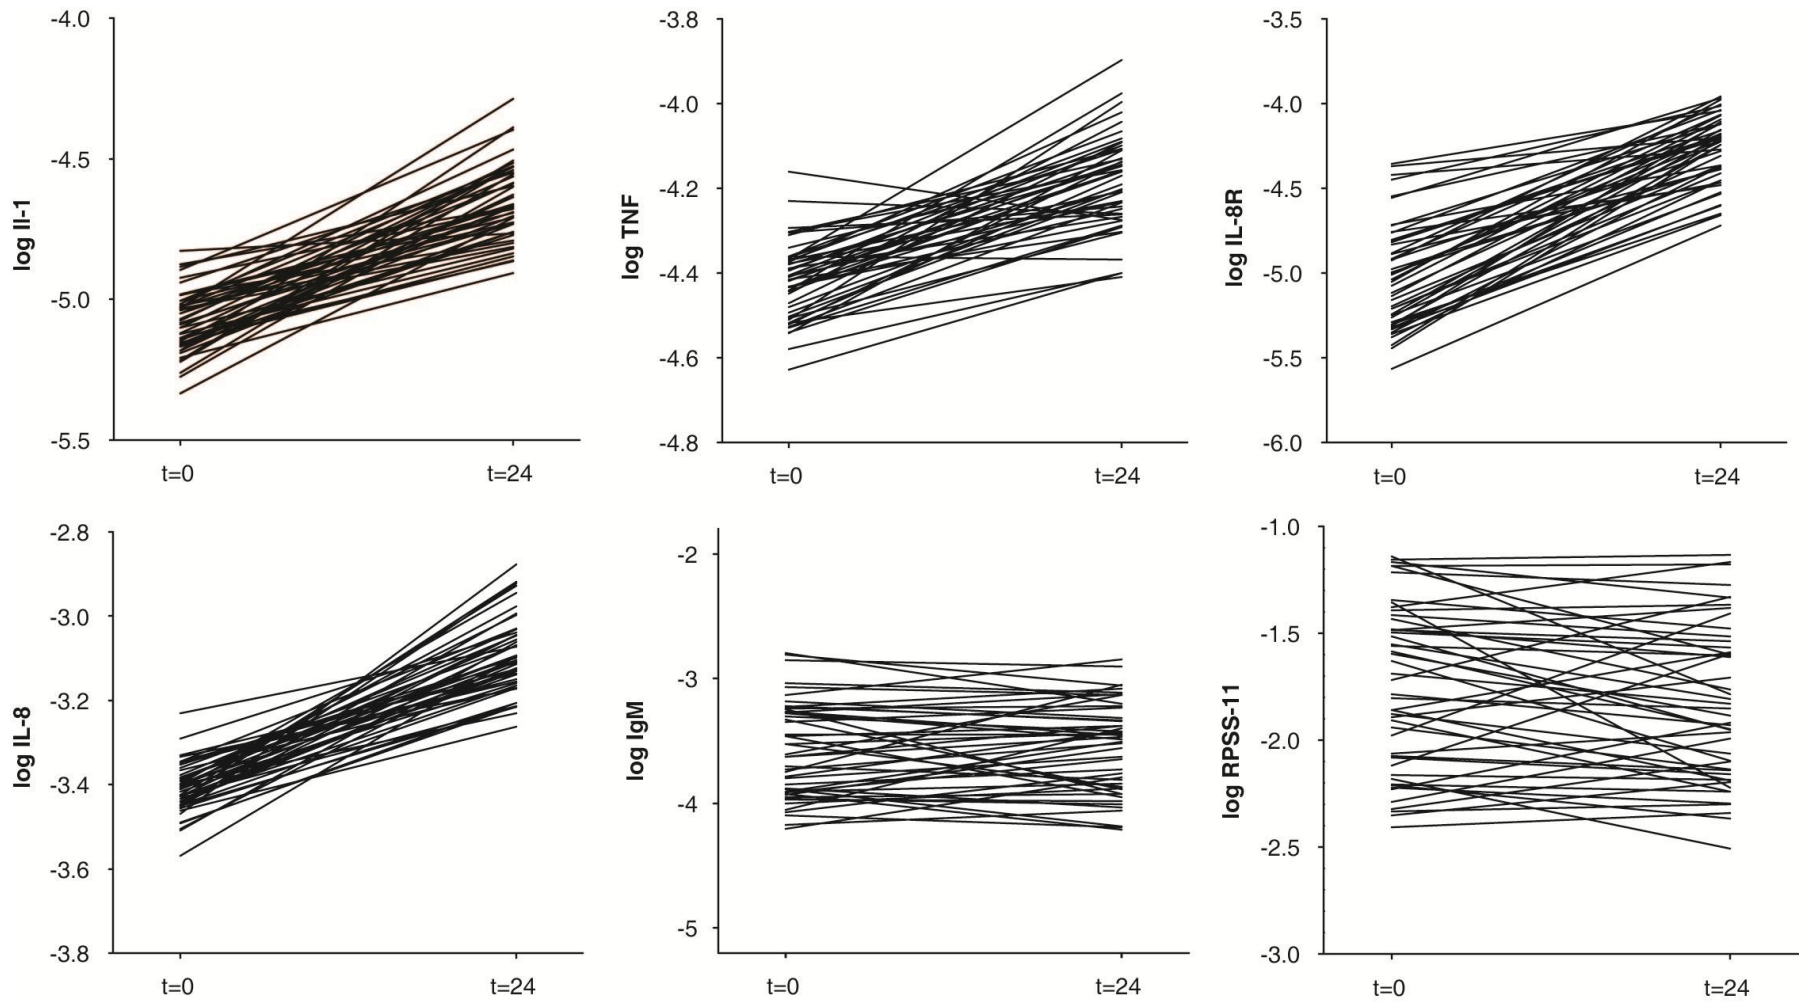 -4.0
-4.5
-5.0
-5.5
log Il-1
t=0
t=24
-3.8
-4.0
-4.2
-4.4
-4.6
-4.8
log TNF
t=0
t=24
-3.5
-4.0
-4.5
-5.0
-5.5
-6.0
log IL-8R
t=0
t=24
-2.8
-3.0
-3.2
-3.4
-3.6
-3.8
log IL-8
t=0
t=24
-2
-3
-4
-5
log IgM
t=0
t=24
-1.0
-1.5
-2.0
-2.5
-3.0
log RPSS-11
t=0
t=24